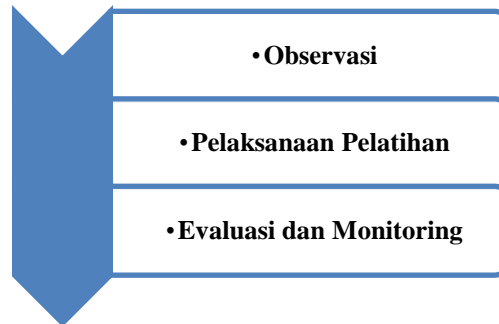 •Observasi
•Pelaksanaan Pelatihan
•Evaluasi dan Monitoring